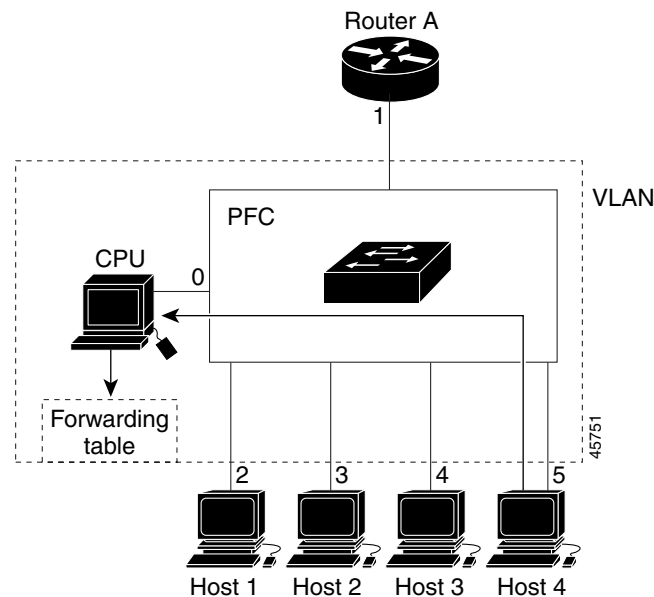 Router A
1
VLAN
PFC
CPU
0
Forwarding
table
45751
2
3
4
5
Host 1
Host 2
Host 3
Host 4